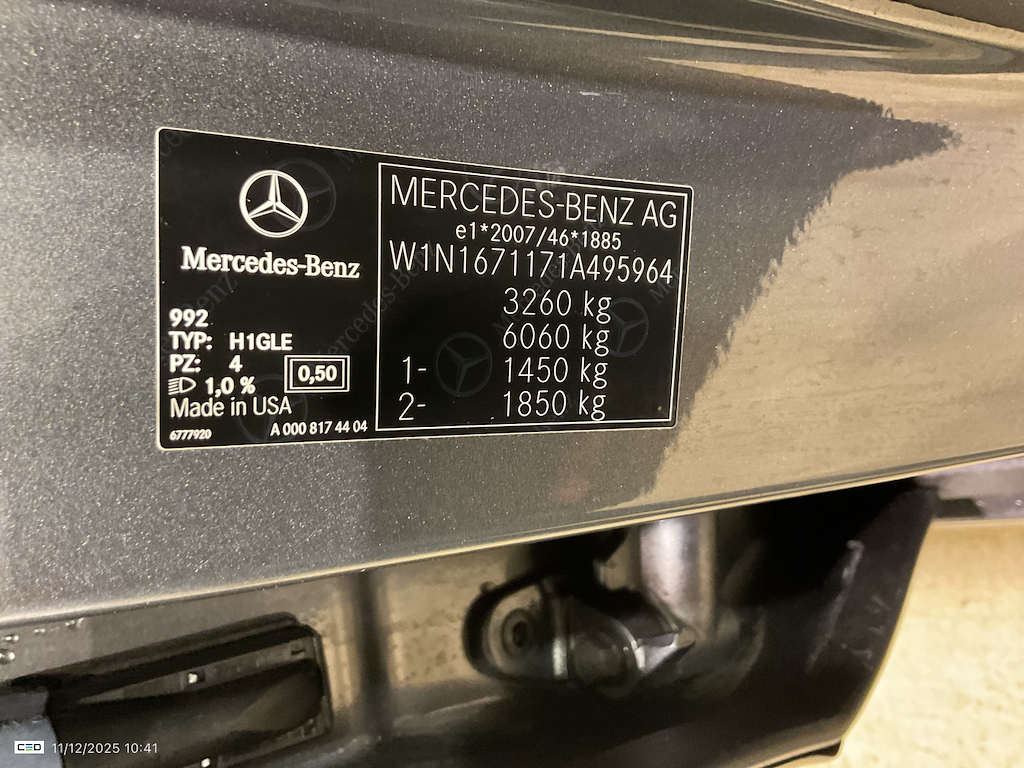 Mercedes-Benz
992
TYP: H1GLE
PZ: 4
1,0 % 0,50
Made in USA
6777920 A 000 817 44 04
MERCEDES-BENZ AG
e1*2007/46*1885
W1N1671171A495964
3260 kg
6060 kg
1- 1450 kg
2- 1850 kg
CEO 11/12/2025 10:41